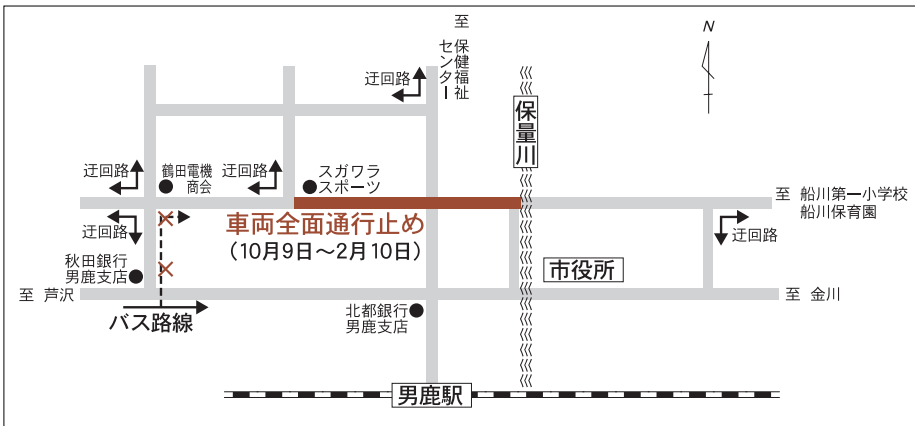 至
保健福祉
センター
N
迂回路
保量川
迂回路
鶴田電機
商会
迂回路
スガワラ
スポーツ
至 船川第一小学校
船川保育園
迂回路
車両全面通行止め
(10月9日〜2月10日)
迂回路
秋田銀行
男鹿支店
市役所
至 芦沢
至 金川
バス路線
北都銀行
男鹿支店
男鹿駅